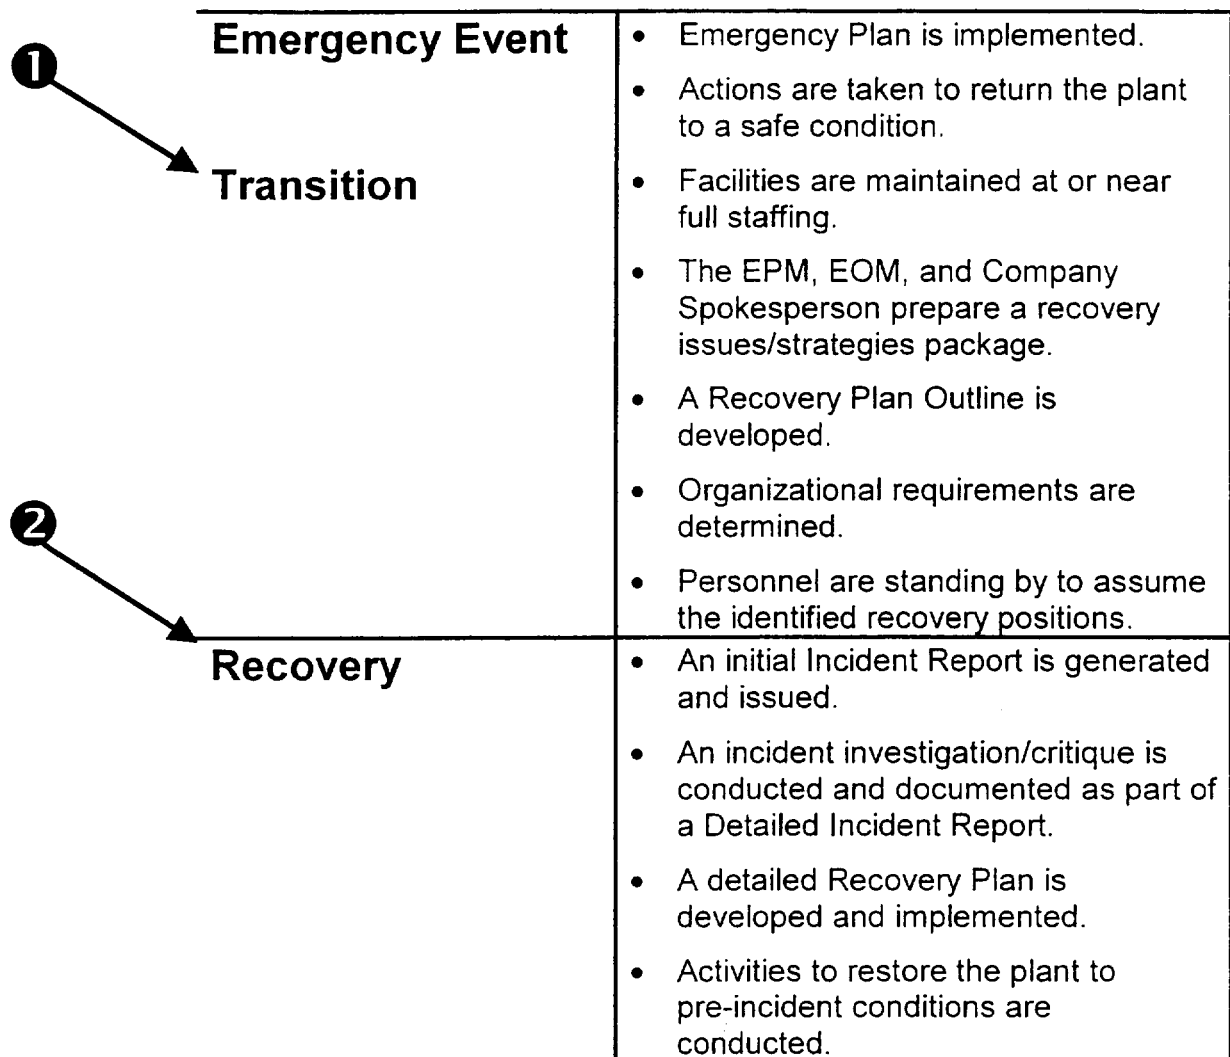 Emergency Event
• Emergency Plan is implemented.
• Actions are taken to return the plant
to a safe condition.
1
Transition
• Facilities are maintained at or near
full staffing.
• The EPM, EOM, and Company
Spokesperson prepare a recovery
issues/strategies package.
• A Recovery Plan Outline is
developed.
• Organizational requirements are
determined.
• Personnel are standing by to assume
the identified recovery positions.
2
Recovery
• An initial Incident Report is generated
and issued.
• An incident investigation/critique is
conducted and documented as part of
a Detailed Incident Report.
• A detailed Recovery Plan is
developed and implemented.
• Activities to restore the plant to
pre-incident conditions are
conducted.